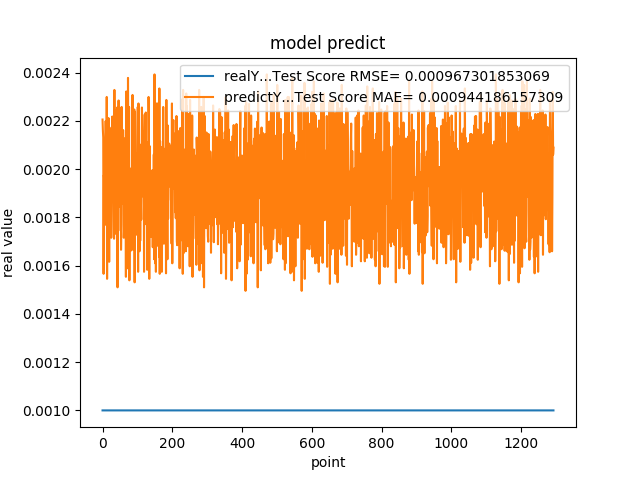 model predict
realY...Test Score RMSE= 0.000967301853069
predictY...Test Score MAE= 0.000944186157309
0.0024
0.0022
0.0020
0.0018
0.0016
0.0014
0.0012
0.0010
real value
0 200 400 600 800 1000 1200
point